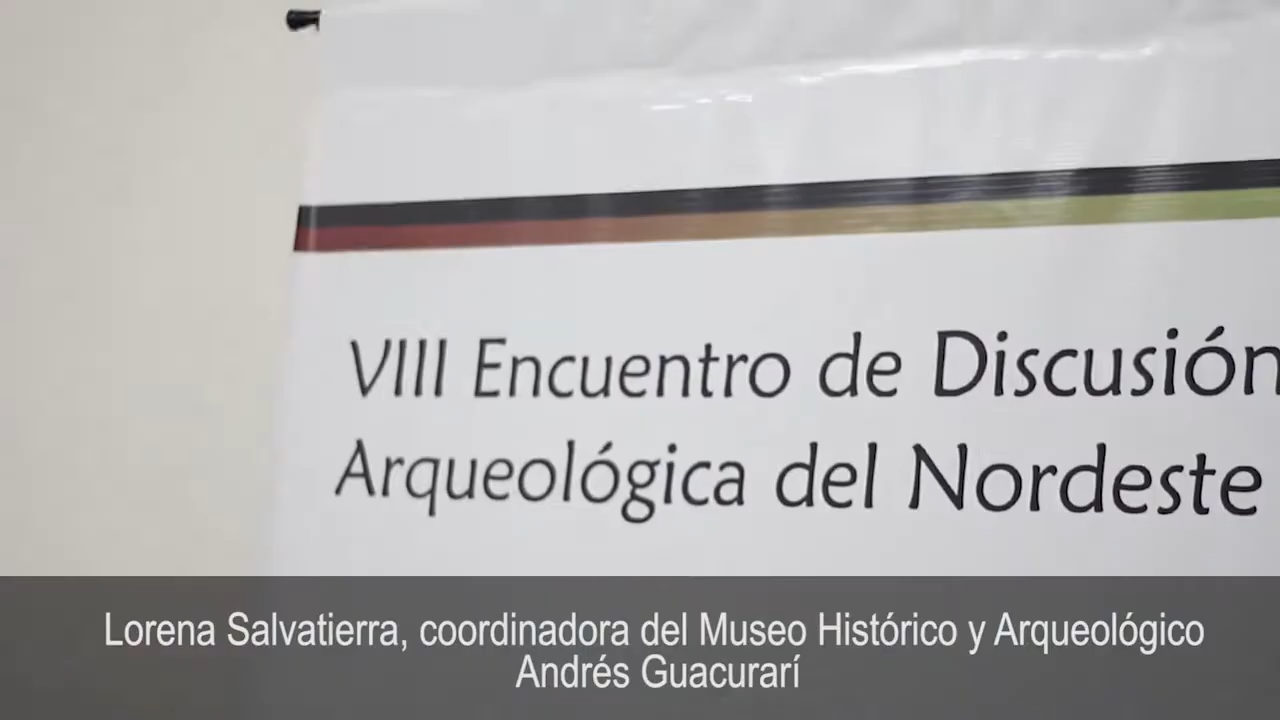 VIII Encuentro de Discusión
Arqueológica del Nordeste
Lorena Salvatierra, coordinadora del Museo Histórico y Arqueológico
Andrés Guacurarí